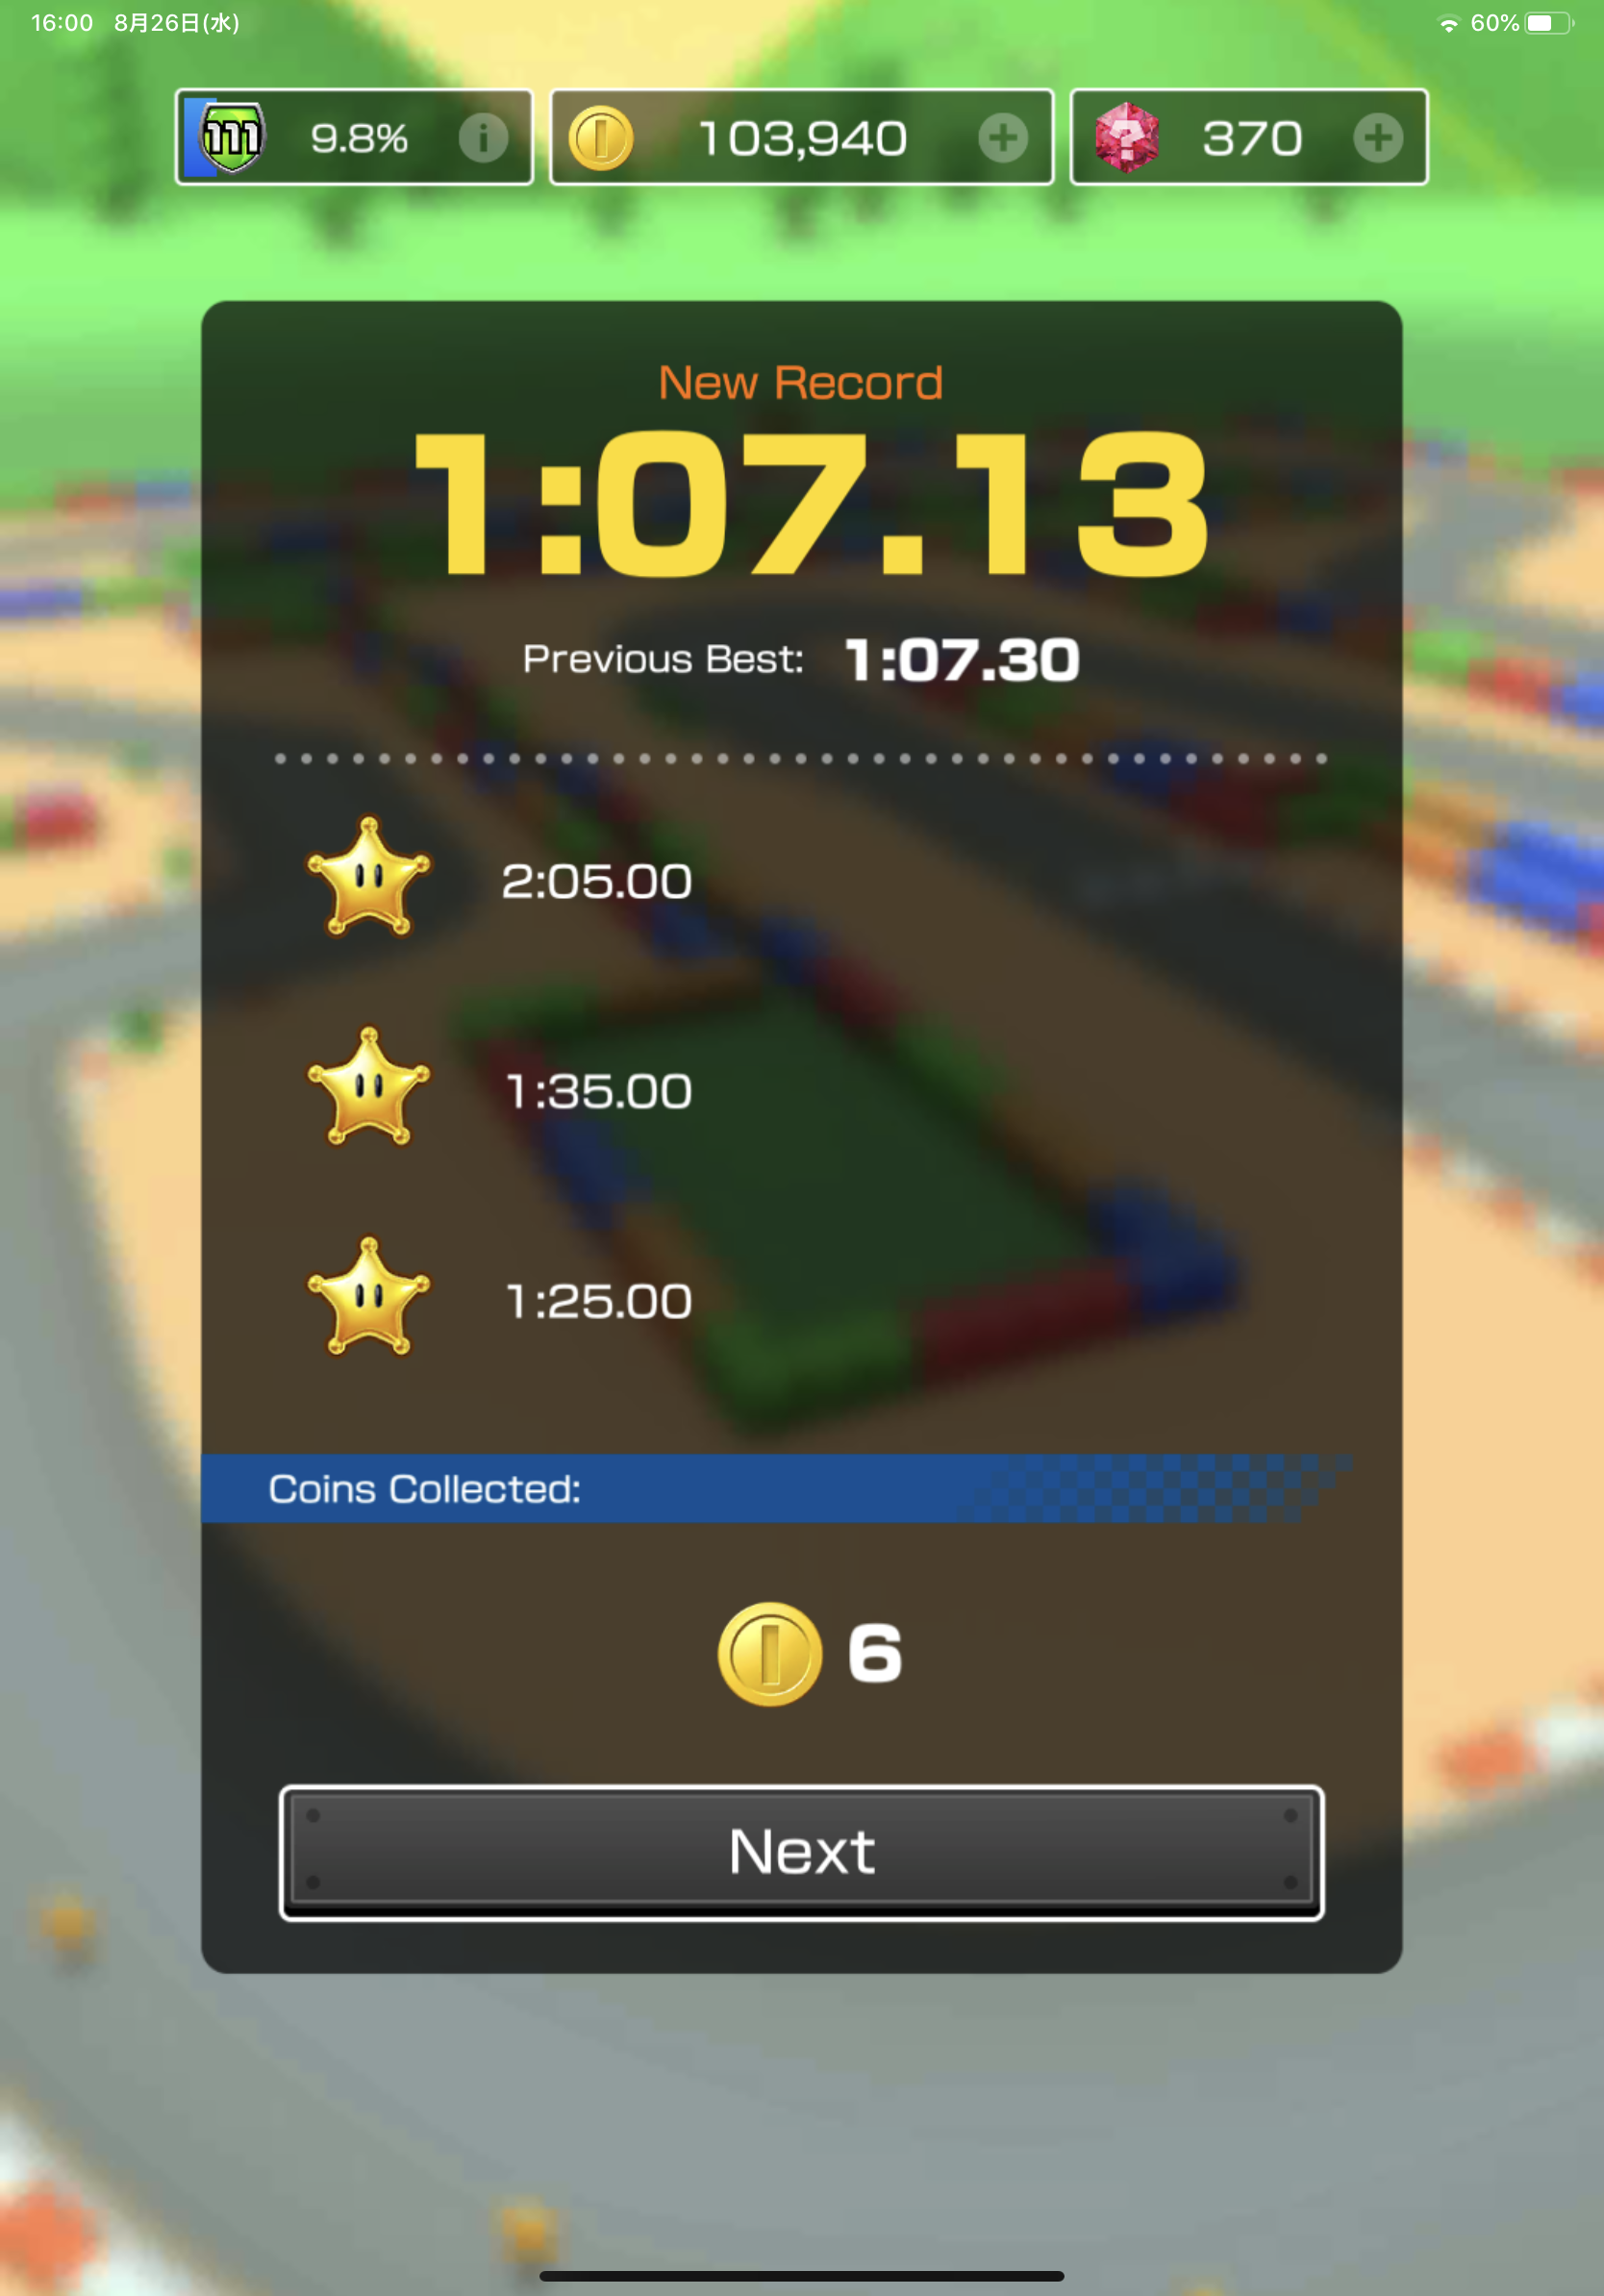 16:00 8月26日(水)
60%
9.8%
103,940
370
New Record
1:07.13
Previous Best: 1:07.30
2:05.00
1:35.00
1:25.00
Coins Collected:
6
Next